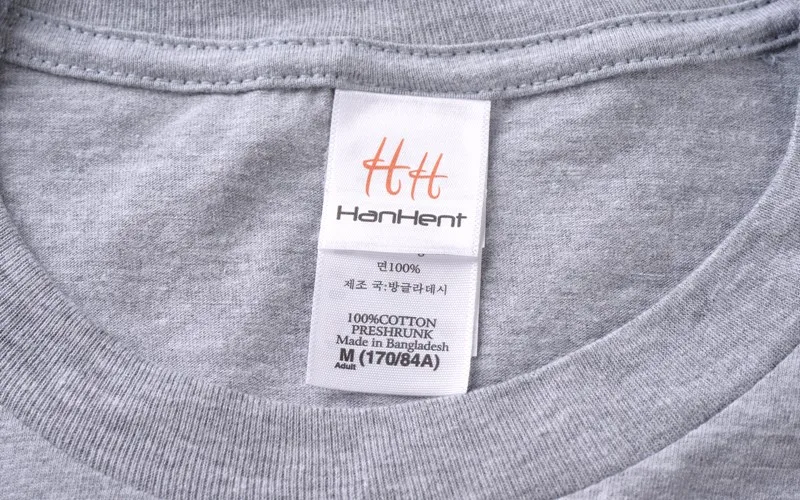 HH
HanHent
면100%
제조 국:방글라데시
100%COTTON
PRESHRUNK
Made in Bangladesh
M (170/84A)
Adult